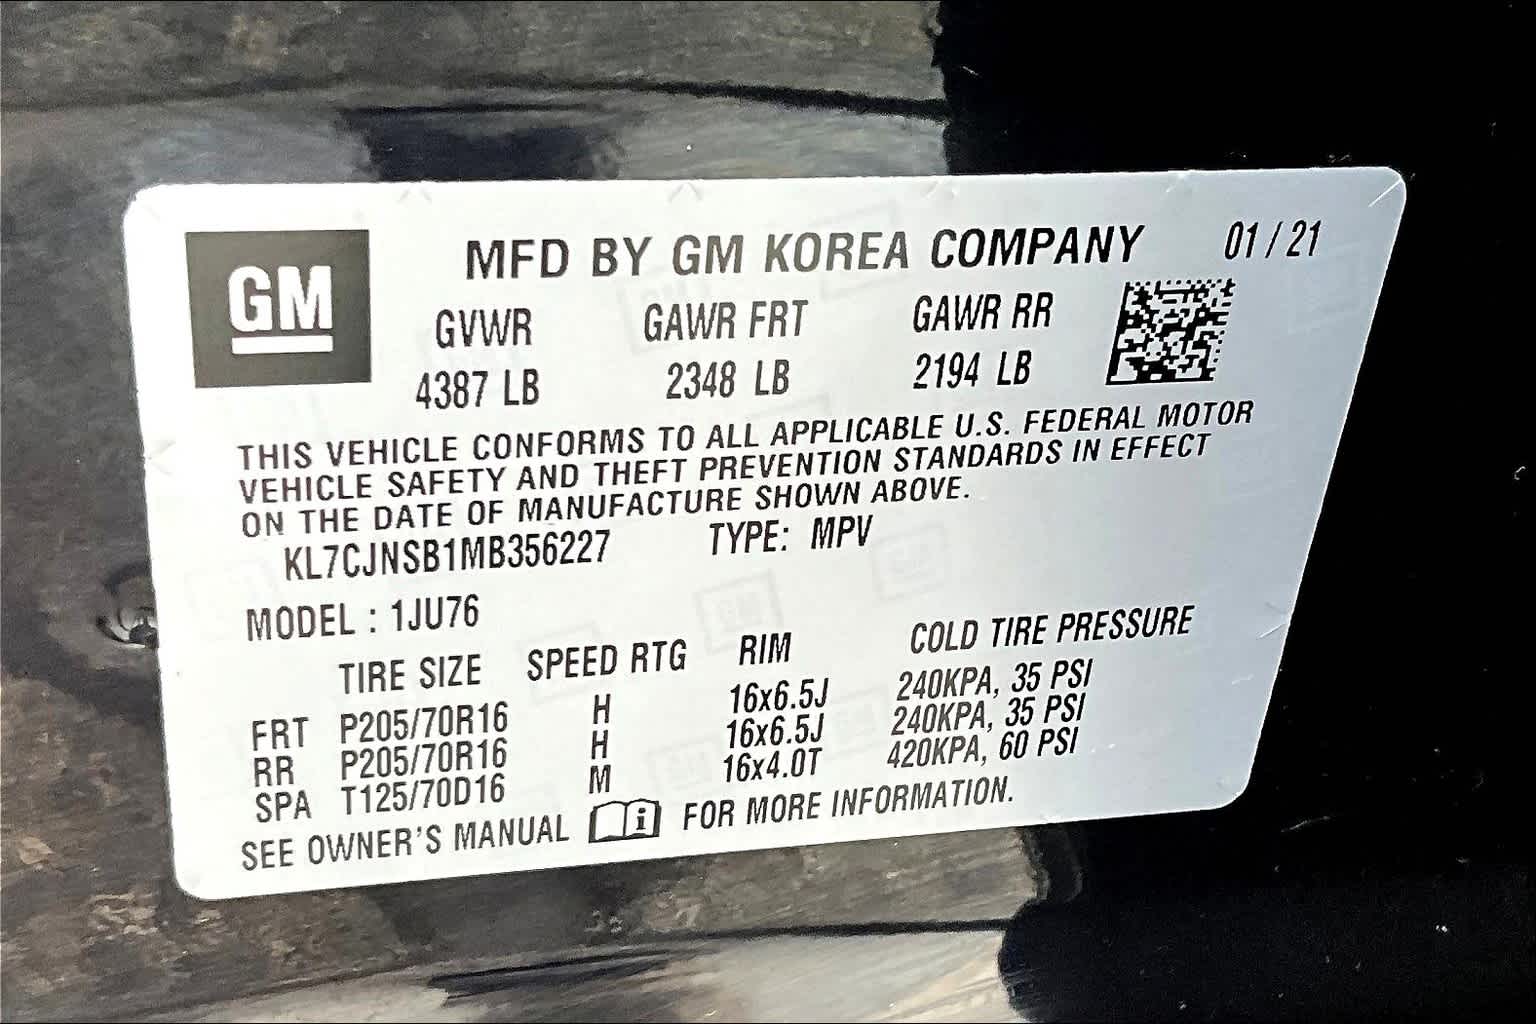 GM
MFD BY GM KOREA COMPANY 01/21
GVWR GAWR FRT GAWR RR
4387 LB 2348 LB 2194 LB
THIS VEHICLE CONFORMS TO ALL APPLICABLE U.S. FEDERAL MOTOR
VEHICLE SAFETY AND THEFT PREVENTION STANDARDS IN EFFECT
ON THE DATE OF MANUFACTURE SHOWN ABOVE.
KL7CJNSB1MB356227 TYPE: MPV
MODEL : 1JU76
TIRE SIZE SPEED RTG RIM COLD TIRE PRESSURE
FRT P205/70R16 H 16x6.5J 240KPA, 35 PSI
RR P205/70R16 H 16x6.5J 240KPA, 35 PSI
SPA T125/70D16 M 16x4.0T 420KPA, 60 PSI
SEE OWNER'S MANUAL i FOR MORE INFORMATION.